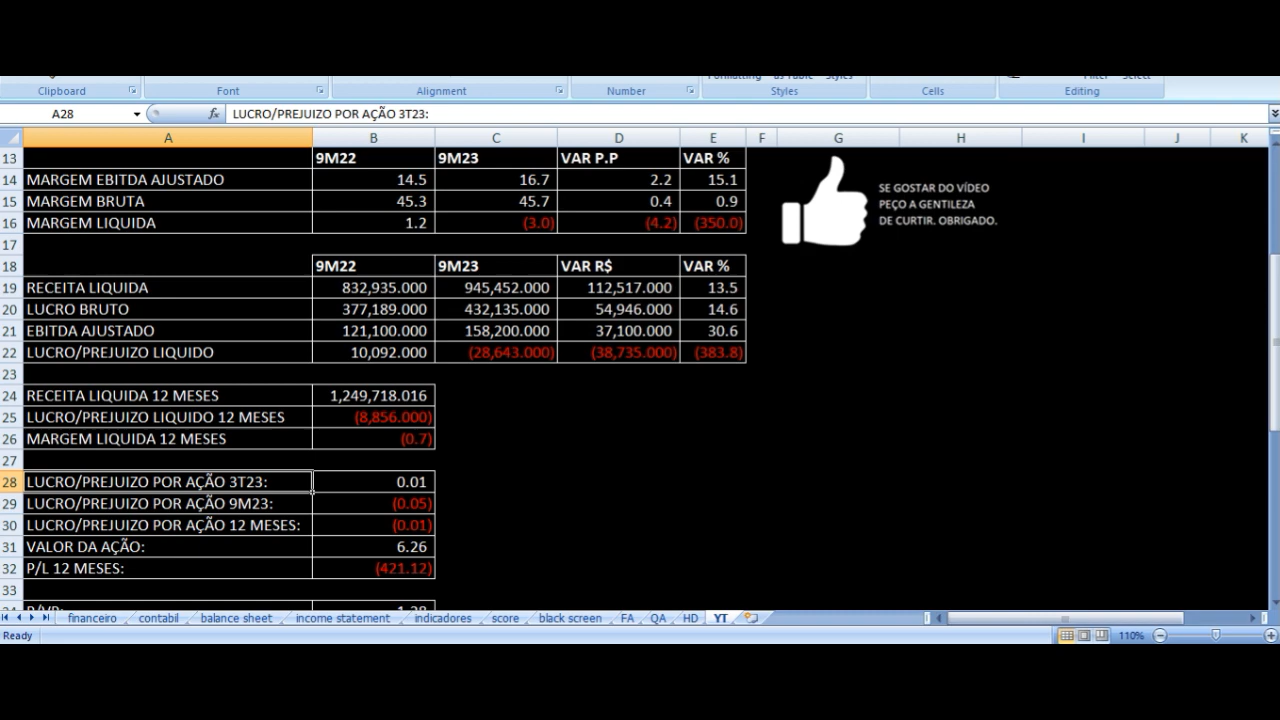 Clipboard Font Alignment Number Styles Cells Editing
A28 fx LUCRO/PREJUIZO POR AÇÃO 3T23:
A B C D E F G H I J K
13 9M22 9M23 VAR P.P VAR %
14 MARGEM EBITDA AJUSTADO 14.5 16.7 2.2 15.1
15 MARGEM BRUTA 45.3 45.7 0.4 0.9
16 MARGEM LIQUIDA 1.2 (3.0) (4.2) (350.0)
SE GOSTAR DO VÍDEO
PEÇO A GENTILEZA
DE CURTIR. OBRIGADO.
17
18 9M22 9M23 VAR R$ VAR %
19 RECEITA LIQUIDA 832,935.000 945,452.000 112,517.000 13.5
20 LUCRO BRUTO 377,189.000 432,135.000 54,946.000 14.6
21 EBITDA AJUSTADO 121,100.000 158,200.000 37,100.000 30.6
22 LUCRO/PREJUIZO LIQUIDO 10,092.000 (28,643.000) (38,735.000) (383.8)
23
24 RECEITA LIQUIDA 12 MESES 1,249,718.016
25 LUCRO/PREJUIZO LIQUIDO 12 MESES (8,856.000)
26 MARGEM LIQUIDA 12 MESES (0.7)
27
28 LUCRO/PREJUIZO POR AÇÃO 3T23: 0.01
29 LUCRO/PREJUIZO POR AÇÃO 9M23: (0.05)
30 LUCRO/PREJUIZO POR AÇÃO 12 MESES: (0.01)
31 VALOR DA AÇÃO: 6.26
32 P/L 12 MESES: (421.12)
33
financeiro contabil balance sheet income statement indicadores score black screen FA QA HD YT
Ready 110%